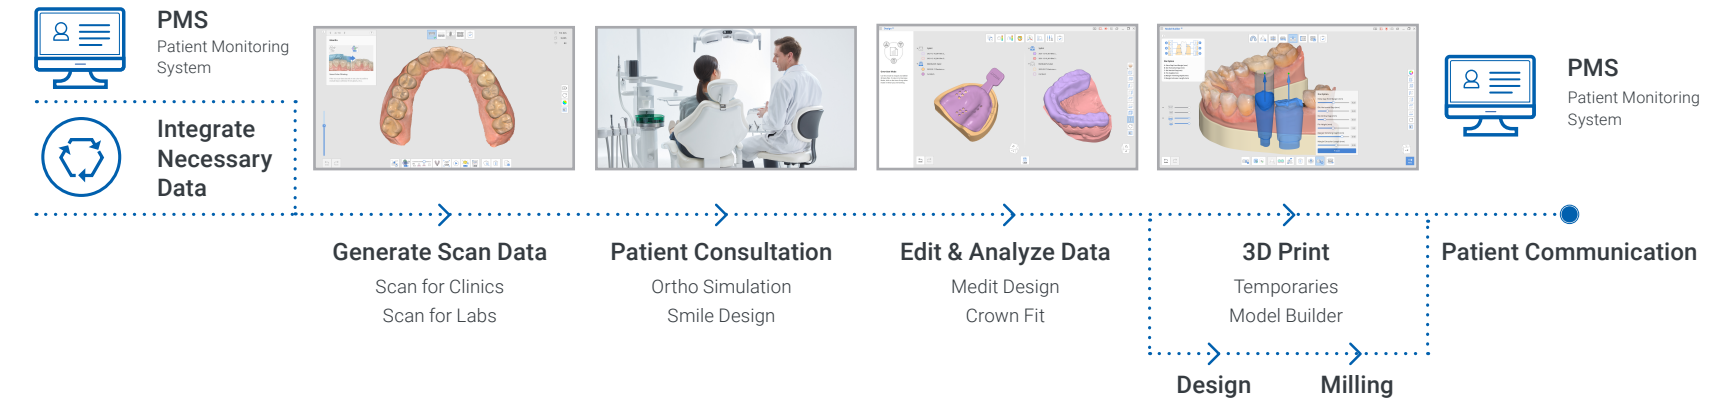 PMS
Patient Monitoring
System
Integrate
Necessary
Data
PMS
Patient Monitoring
System
Generate Scan Data
Scan for Clinics
Scan for Labs
Patient Consultation
Ortho Simulation
Smile Design
Edit & Analyze Data
Medit Design
Crown Fit
3D Print
Temporaries
Model Builder
Patient Communication
Design
Milling